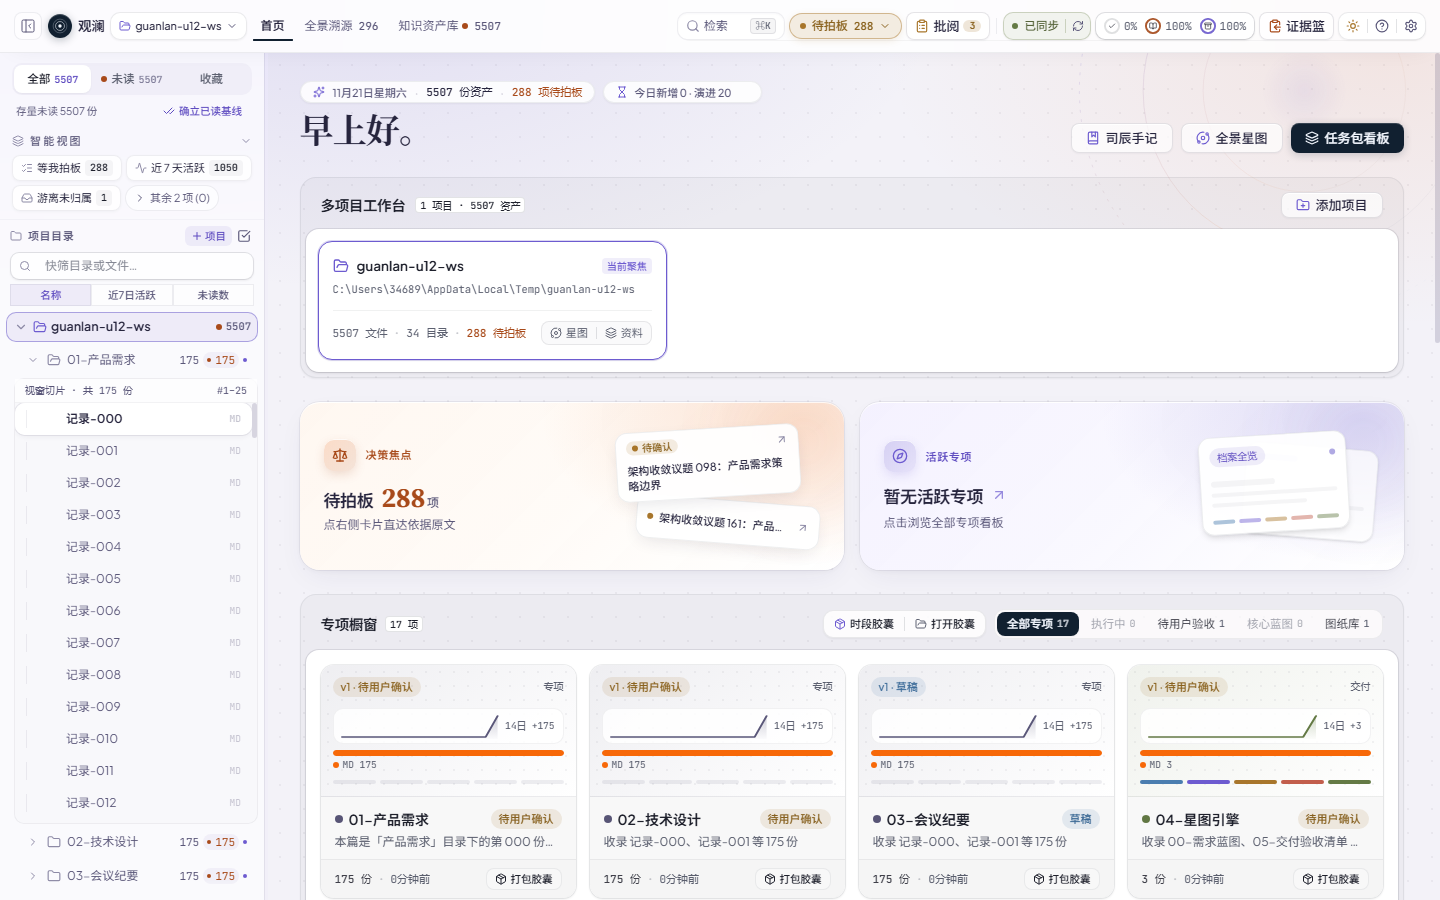 观澜 guanlan-u12-ws 首页 全景溯源 296 知识资产库 5507 检索 ⌘K 待拍板 288 批阅 3 已同步 0% 100% 100% 证据篮
全部 5507 未读 5507 收藏
存量未读 5507 份 确立已读基线
智能视图
等我拍板 288 近 7 天活跃 1050
游离未归属 1 其余 2 项 (0)
项目目录 + 项目
快筛目录或文件...
名称 近7日活跃 未读数
guanlan-u12-ws 5507
01-产品需求 175 175
视窗切片 · 共 175 份 #1-25
记录-000 MD
记录-001 MD
记录-002 MD
记录-003 MD
记录-004 MD
记录-005 MD
记录-006 MD
记录-007 MD
记录-008 MD
记录-009 MD
记录-010 MD
记录-011 MD
记录-012 MD
02-技术设计 175 175
03-会议纪要 175 175
11月21日星期六 · 5507 份资产 · 288 项待拍板 今日新增 0 · 演进 20
早上好。
司辰手记 全景星图 任务包看板
多项目工作台 1 项目 · 5507 资产 添加项目
guanlan-u12-ws 当前聚焦
C:\Users\34689\AppData\Local\Temp\guanlan-u12-ws
5507 文件 · 34 目录 · 288 待拍板 星图 资料
决策焦点
待拍板 288 项
点右侧卡片直达依据原文
待确认
架构收敛议题 098：产品需求策
略边界
架构收敛议题 161：产品...
活跃专项
暂无活跃专项
点击浏览全部专项看板
档案全览
专项橱窗 17 项 时段胶囊 打开胶囊 全部专项 17 执行中 0 待用户验收 1 核心蓝图 0 图纸库 1
v1 · 待用户确认 专项
14日 +175
MD 175
01-产品需求 待用户确认
本篇是「产品需求」目录下的第 000 份...
175 份 · 0分钟前 打包胶囊
v1 · 待用户确认 专项
14日 +175
MD 175
02-技术设计 待用户确认
收录 记录-000、记录-001 等 175 份
175 份 · 0分钟前 打包胶囊
v1 · 草稿 专项
14日 +175
MD 175
03-会议纪要 草稿
收录 记录-000、记录-001 等 175 份
175 份 · 0分钟前 打包胶囊
v1 · 待用户确认 交付
14日 +3
MD 3
04-星图引擎 待用户确认
收录 00-需求蓝图、05-交付验收清单 ...
3 份 · 0分钟前 打包胶囊